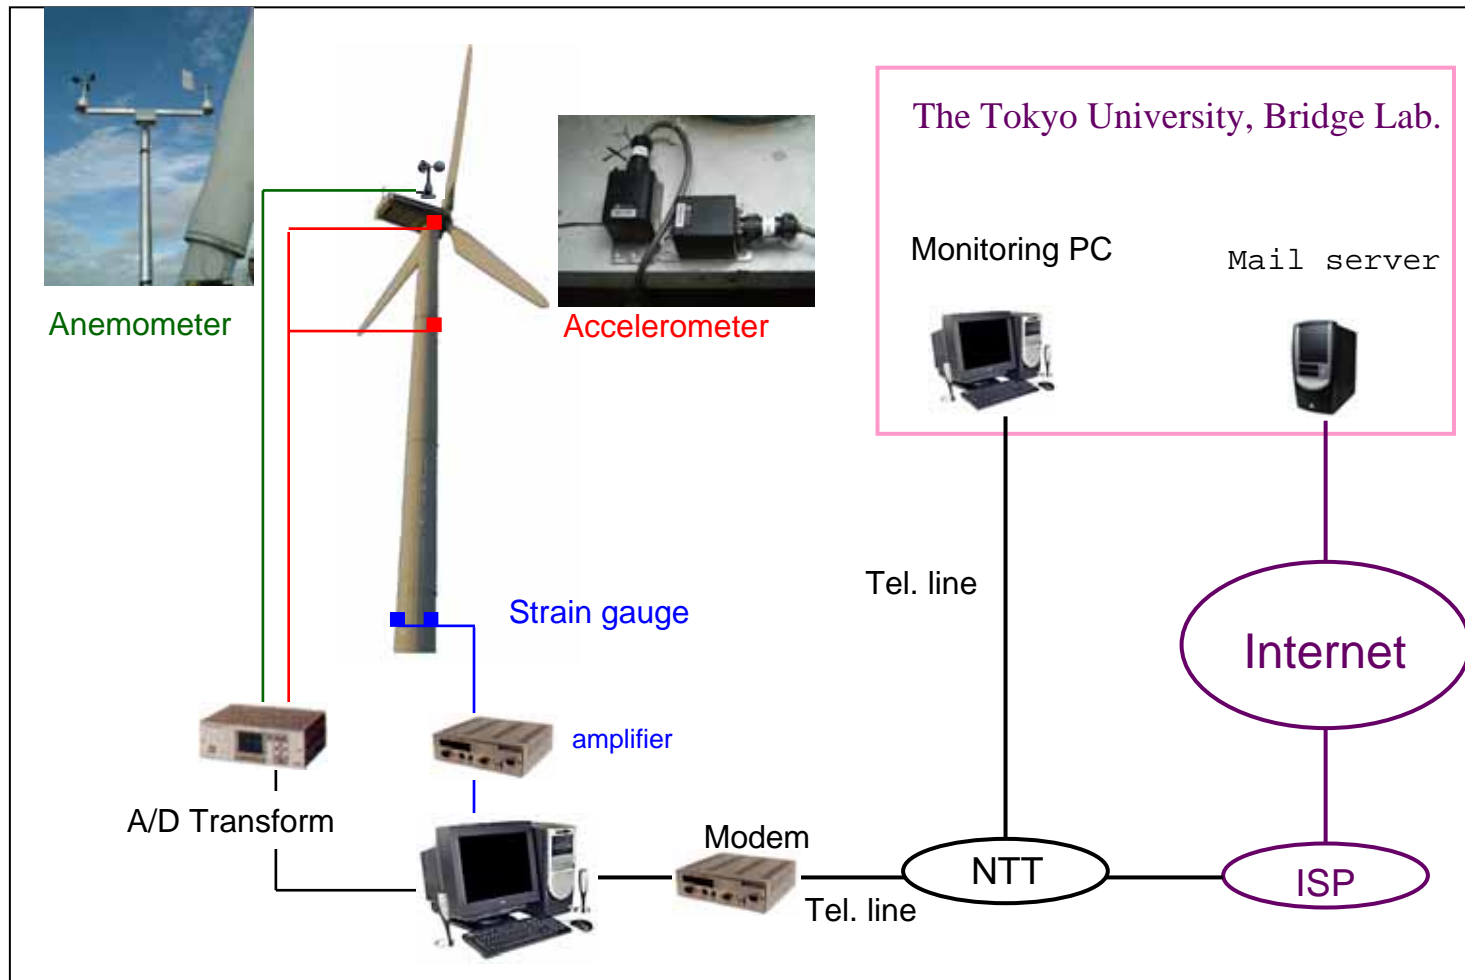 The Tokyo University, Bridge Lab.
Monitoring PC
Mail server
Anemometer
Accelerometer
Tel. line
Strain gauge
Internet
amplifier
A/D Transform
Modem
NTT
ISP
Tel. line